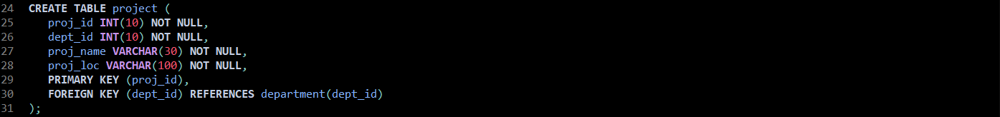 24 CREATE TABLE project (
25 proj_id INT(10) NOT NULL,
26 dept_id INT(10) NOT NULL,
27 proj_name VARCHAR(30) NOT NULL,
28 proj_loc VARCHAR(100) NOT NULL,
29 PRIMARY KEY (proj_id),
30 FOREIGN KEY (dept_id) REFERENCES department(dept_id)
31 );